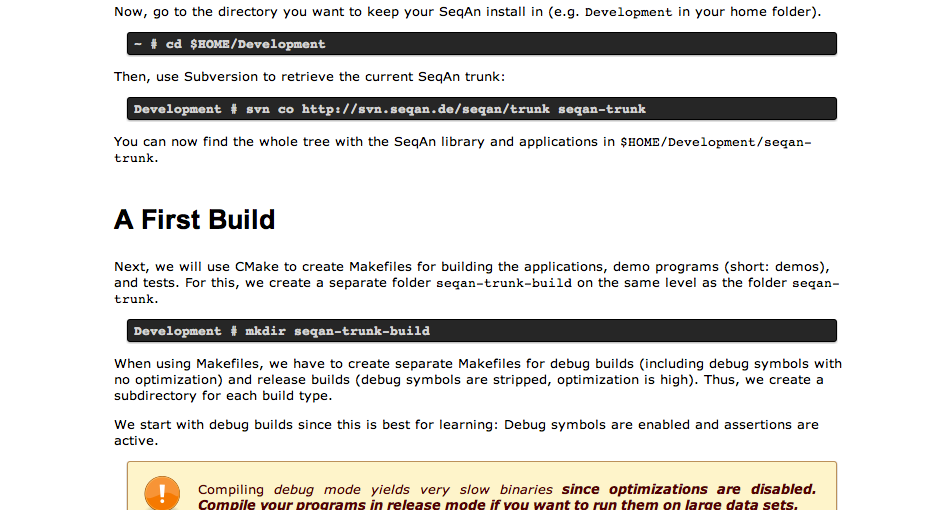 Now, go to the directory you want to keep your SeqAn install in (e.g. Development in your home folder).
~ # cd $HOME/Development
Then, use Subversion to retrieve the current SeqAn trunk:
Development # svn co http://svn.seqan.de/seqan/trunk seqan-trunk
You can now find the whole tree with the SeqAn library and applications in $HOME/Development/seqan-
trunk.
A First Build
Next, we will use CMake to create Makefiles for building the applications, demo programs (short: demos),
and tests. For this, we create a separate folder seqan-trunk-build on the same level as the folder seqan-
trunk.
Development # mkdir seqan-trunk-build
When using Makefiles, we have to create separate Makefiles for debug builds (including debug symbols with
no optimization) and release builds (debug symbols are stripped, optimization is high). Thus, we create a
subdirectory for each build type.
We start with debug builds since this is best for learning: Debug symbols are enabled and assertions are
active.
Compiling debug mode yields very slow binaries since optimizations are disabled.
Compile your programs in release mode if you want to run them on large data sets.